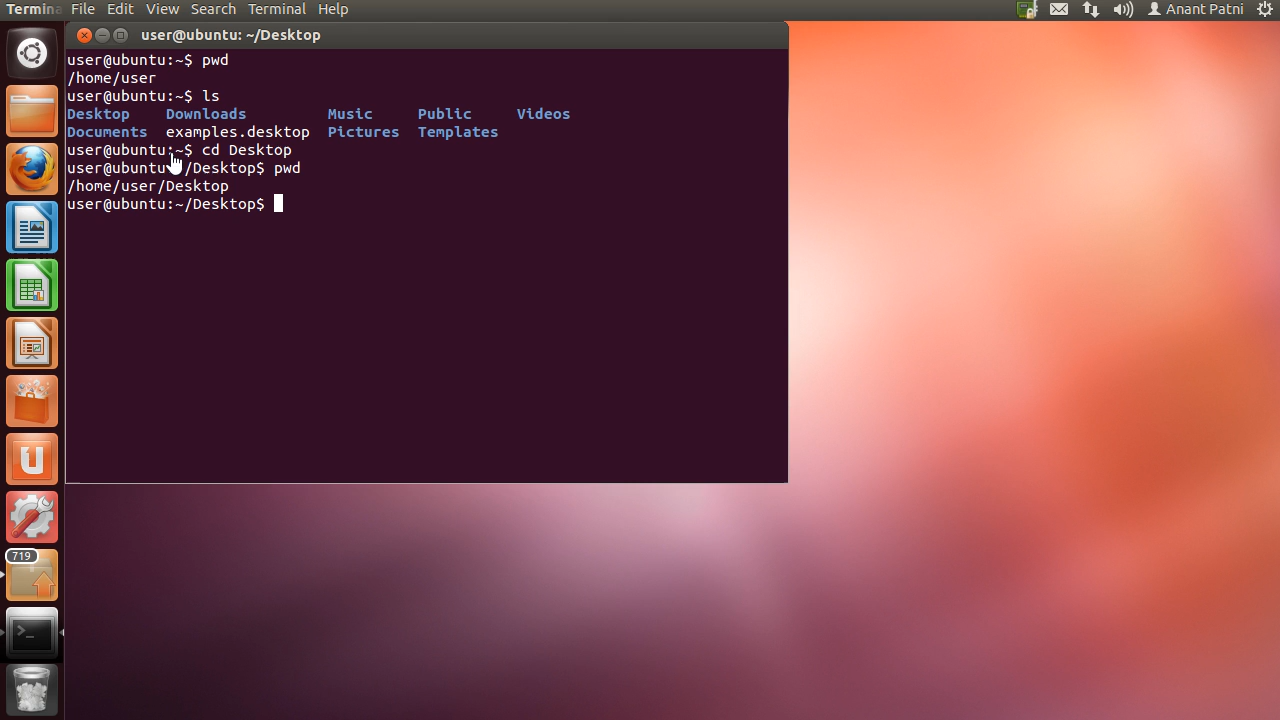 Termina File Edit View Search Terminal Help Anant Patni
user@ubuntu: ~/Desktop
user@ubuntu:~$ pwd
/home/user
user@ubuntu:~$ ls
Desktop Downloads Music Public Videos
Documents examples.desktop Pictures Templates
user@ubuntu:~$ cd Desktop
user@ubuntu:~/Desktop$ pwd
/home/user/Desktop
user@ubuntu:~/Desktop$
719